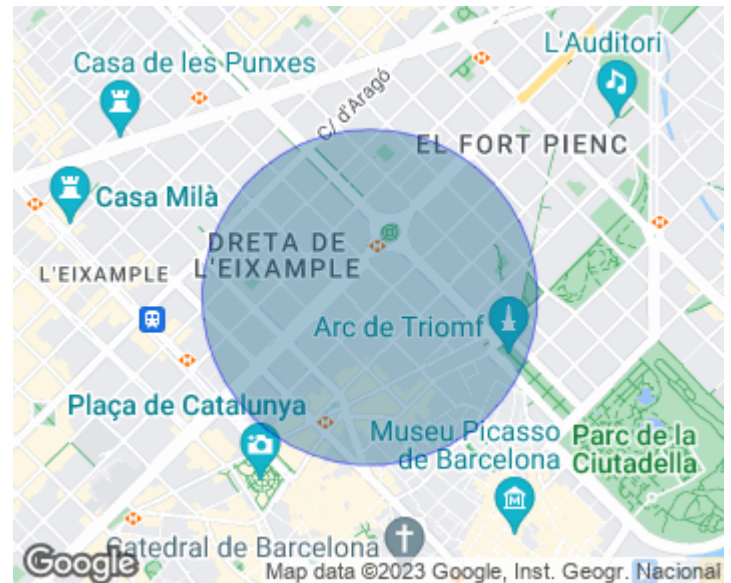 L'Auditori
Casa de les Punxes
C/ d'Aragó
EL FORT PIENC
Casa Milà
DRETA DE
L'EIXAMPLE
L'EIXAMPLE
Arc de Triomf
Plaça de Catalunya
Museu Picasso
de Barcelona
Parc de la
Ciutadella
Catedral de Barcelona
Google
Map data ©2023 Google, Inst. Geogr. Nacional